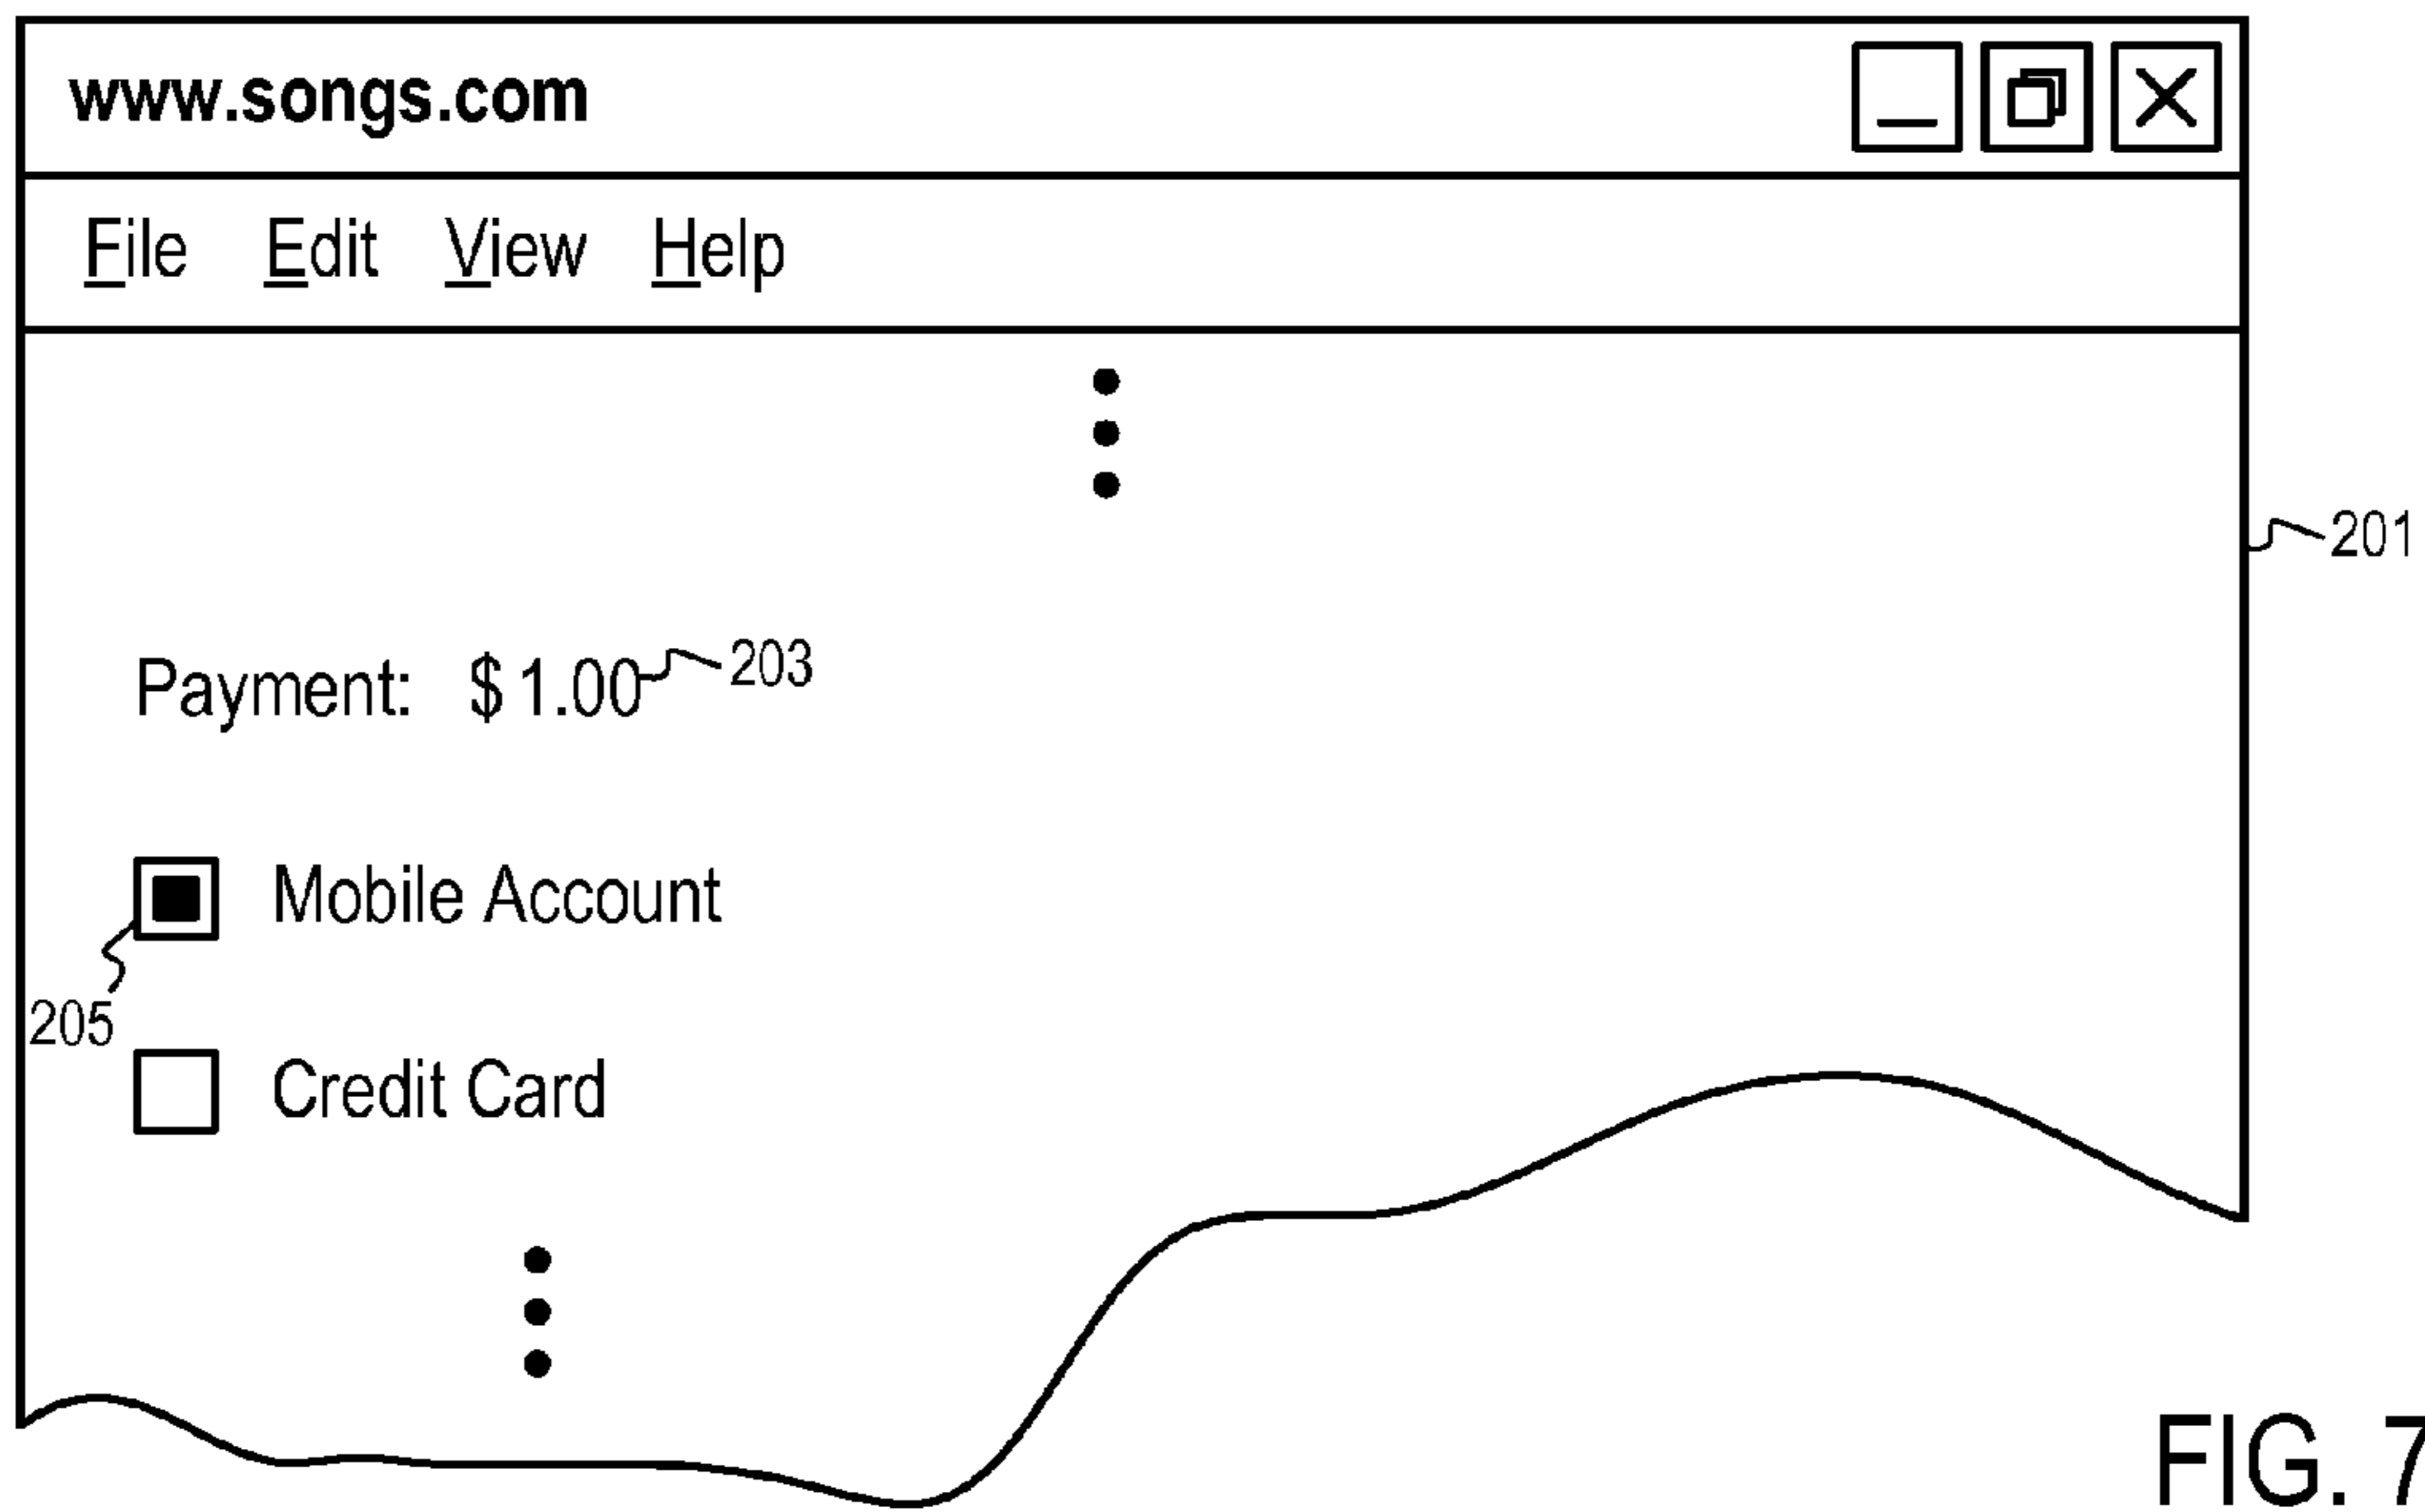 www.songs.com
File Edit View Help
201
Payment: $1.00 203
Mobile Account
205
Credit Card
FIG. 7